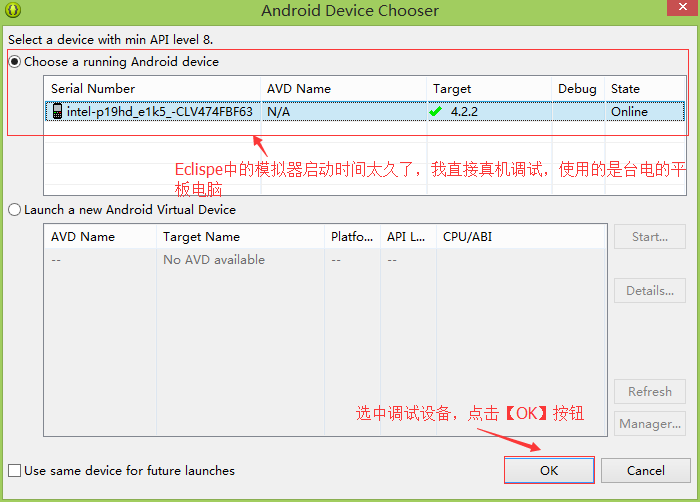 Android Device Chooser
Select a device with min API level 8.
Choose a running Android device
Serial Number AVD Name Target Debug State
intel-p19hd_e1k5_-CLV474FBF63 N/A 4.2.2 Online
Eclispe中的模拟器启动时间太久了，我直接真机调试，使用的是台电的平
板电脑
Launch a new Android Virtual Device
AVD Name Target Name Platfo... API L... CPU/ABI
Start...
-- No AVD available -- --
Details...
Refresh
选中调试设备，点击【OK】按钮
Manager...
Use same device for future launches
OK
Cancel